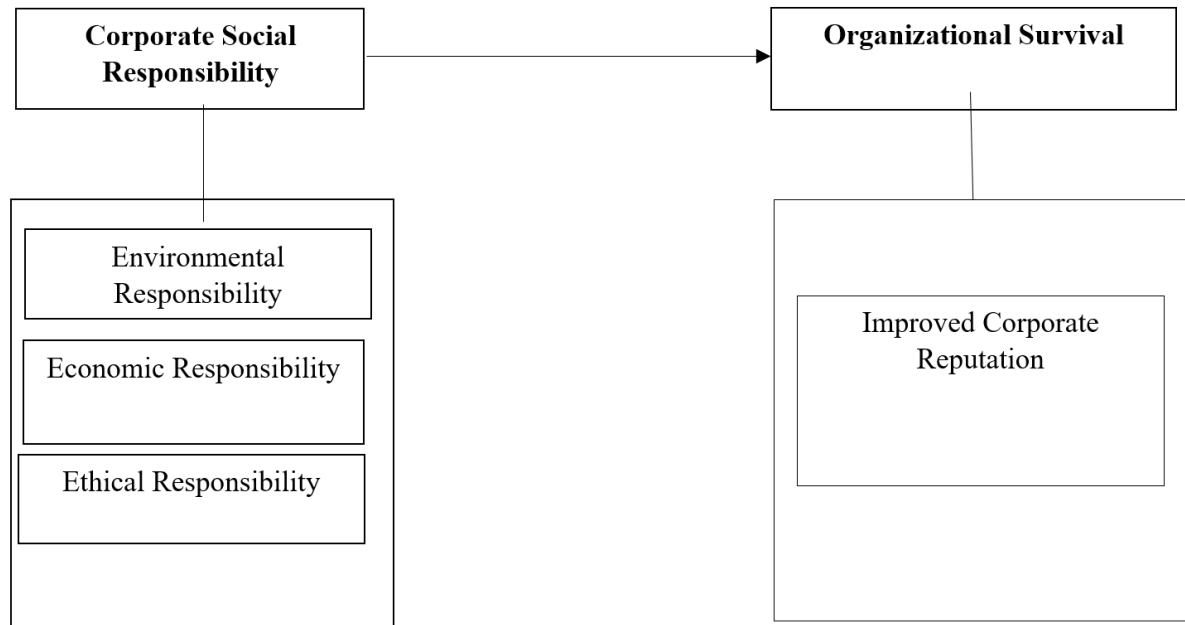 Corporate Social
Responsibility
Organizational Survival
Environmental
Responsibility
Economic Responsibility
Ethical Responsibility
Improved Corporate
Reputation